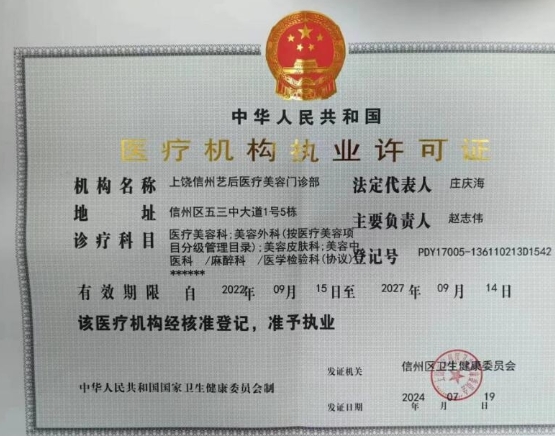 中华人民共和国
医疗机构执业许可证
机构名称 上饶信州艺后医疗美容门诊部 法定代表人 庄庆海
地址 信州区五三中大道1号5栋 主要负责人 赵志伟
诊疗科目 医疗美容科;美容外科(按医疗美容项
目分级管理目录);美容皮肤科;美容中
医科 /麻醉科 /医学检验科(协议)
******
登记号 PDY17005-136110213D1542
有效期限 自 2022年 09月 15日至 2027年 09月 14日
该医疗机构经核准登记，准予执业
发证机关 信州区卫生健康委员会
中华人民共和国国家卫生健康委员会制
发证日期 2024年 07月 19日